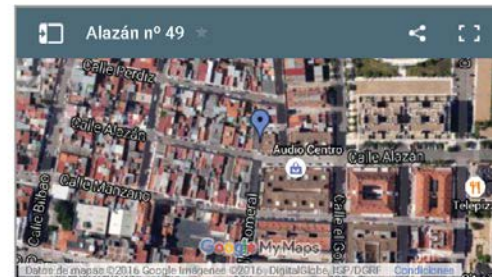 Alazán nº 49
Calle Perdiz
Calle Alazán
Audio Centro
Calle Alazán
Calle Manzano
Calle Bilbao
Telepizz
Google My Maps
Datos de mapas ©2016 Google Imágenes ©2016, DigitalGlobe, IGP/DGRF
Condiciones